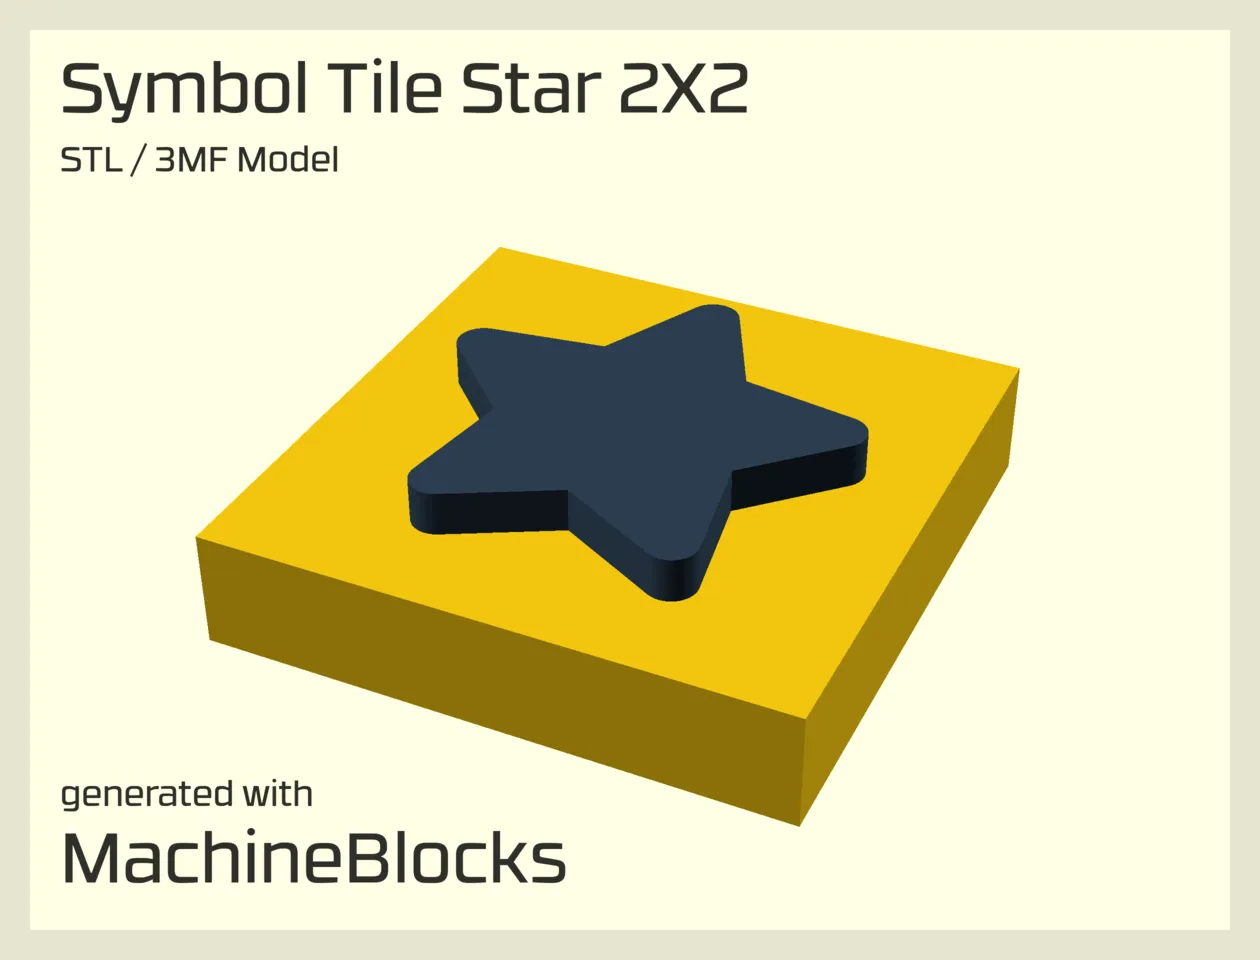 Symbol Tile Star 2X2
STL / 3MF Model
generated with
MachineBlocks